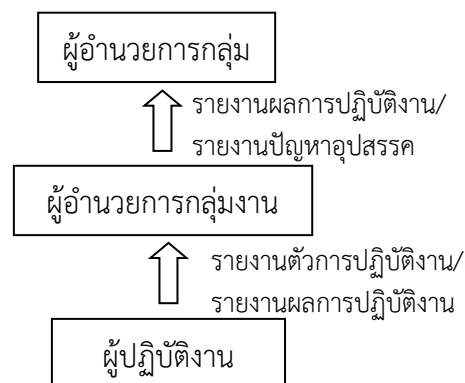 ผู้อำนวยการกลุ่ม
รายงานผลการปฏิบัติงาน/
รายงานปัญหาอุปสรรค
ผู้อำนวยการกลุ่มงาน
รายงานตัวการปฏิบัติงาน/
รายงานผลการปฏิบัติงาน
ผู้ปฏิบัติงาน